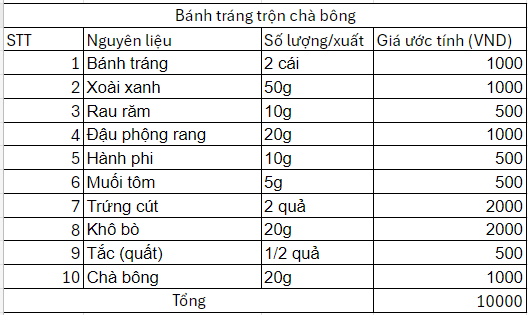 Bánh tráng trộn chà bông
STT Nguyên liệu Số lượng/xuất Giá ước tính (VND)
1 Bánh tráng 2 cái 1000
2 Xoài xanh 50g 1000
3 Rau răm 10g 500
4 Đậu phộng rang 20g 1000
5 Hành phi 10g 500
6 Muối tôm 5g 500
7 Trứng cút 2 quả 2000
8 Khô bò 20g 2000
9 Tắc (quất) 1/2 quả 500
10 Chà bông 20g 1000
Tổng 10000